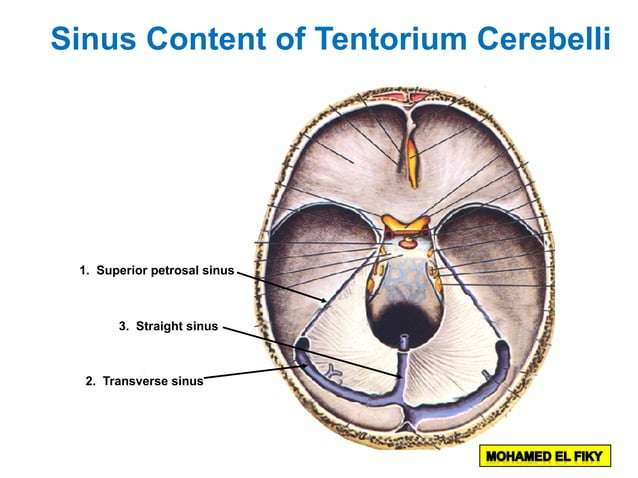 Sinus Content of Tentorium Cerebelli
1. Superior petrosal sinus
3. Straight sinus
2. Transverse sinus
MOHAMED EL FIKY